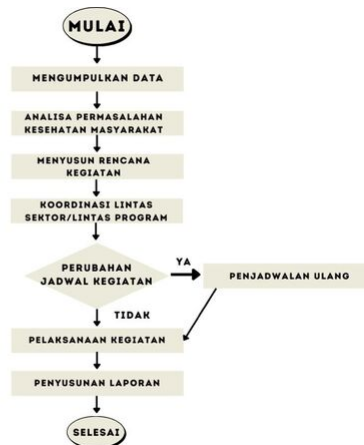 MULAI
MENGUMPULKAN DATA
ANALISA PERMASALAHAN
KESEHATAN MASYARAKAT
MENYUSUN RENCANA
KEGIATAN
KOORDINASI LINTAS
SEKTOR/LINTAS PROGRAM
PERUBAHAN
JADWAL KEGIATAN
YA
PENJADWALAN ULANG
TIDAK
PELAKSANAAN KEGIATAN
PENYUSUNAN LAPORAN
SELESAI